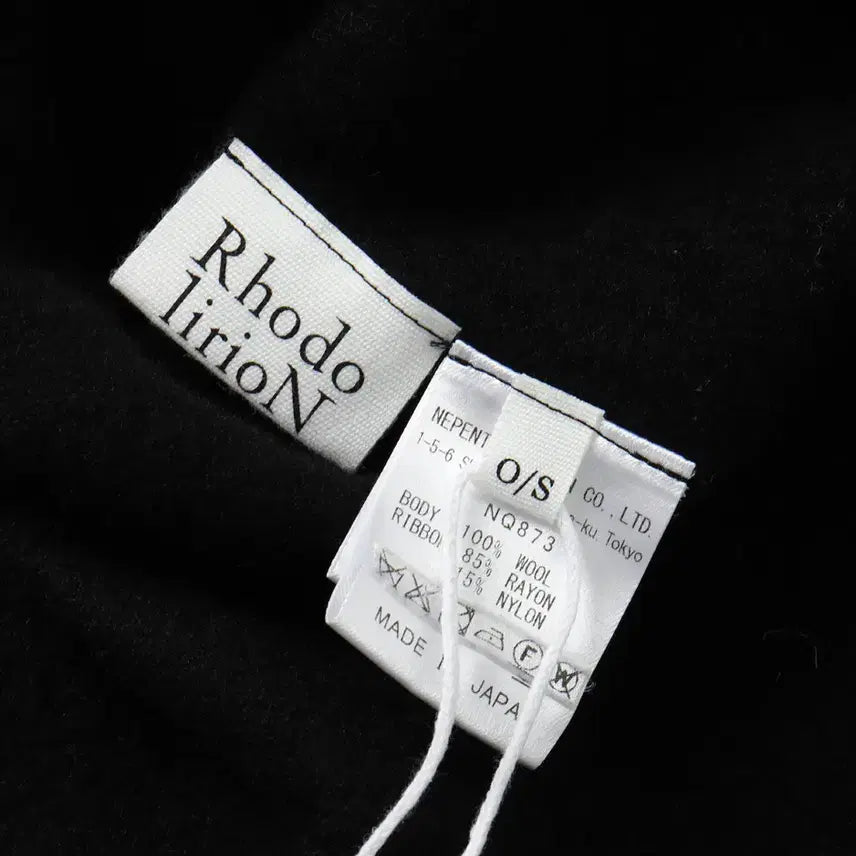 Rhodo
lirioN
O/S
NEPENT
CO.,LTD.
1-5-6
-ku. Tokyo
NQ873
BODY 100% WOOL
RIBBO 85% RAYON
15% NYLON
F W
MADE JAPA